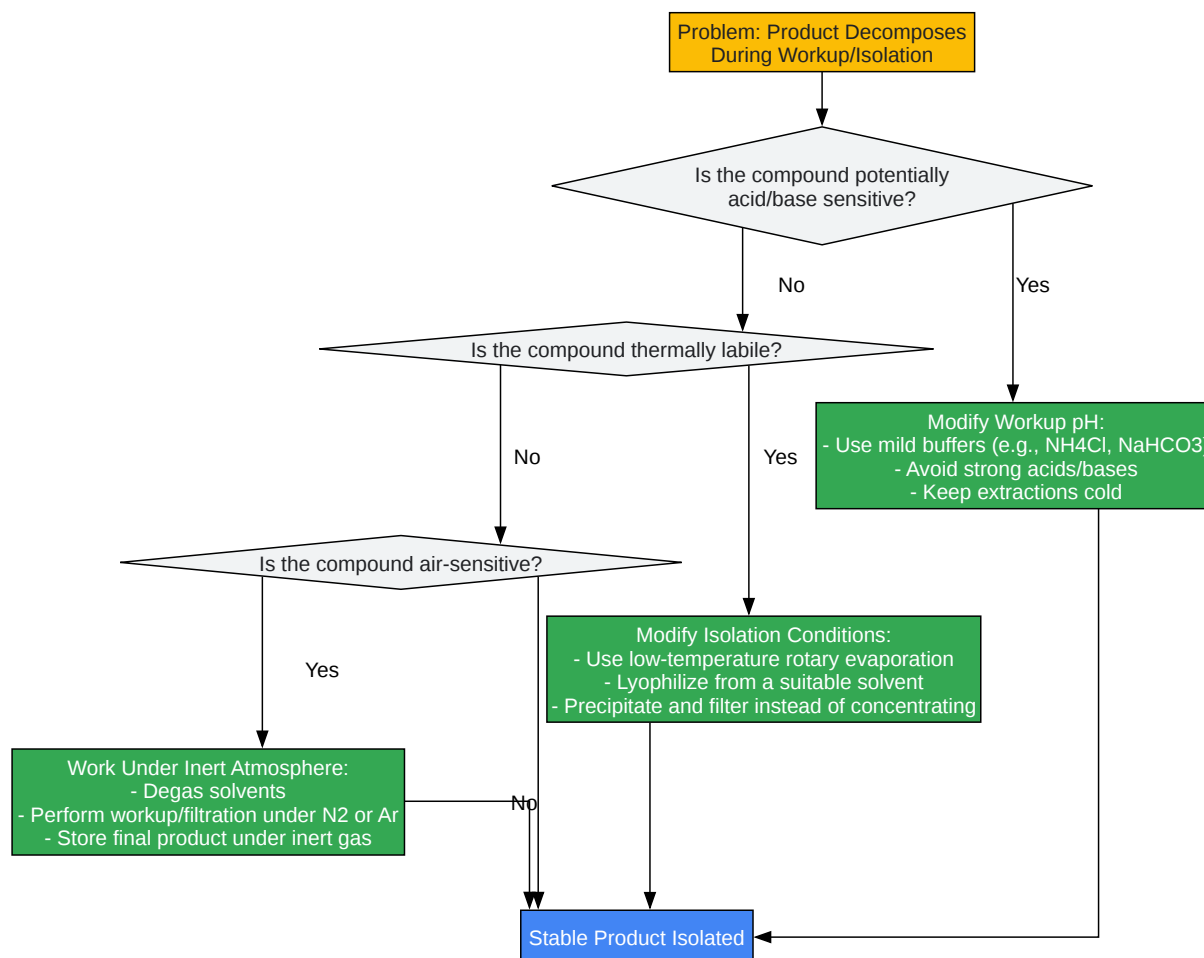 Problem: Product Decomposes
During Workup/Isolation
Is the compound potentially
acid/base sensitive?
No
Yes
Is the compound thermally labile?
Modify Workup pH:
- Use mild buffers (e.g., NH4Cl, NaHCO3)
- Avoid strong acids/bases
- Keep extractions cold
No
Yes
Is the compound air-sensitive?
Modify Isolation Conditions:
- Use low-temperature rotary evaporation
- Lyophilize from a suitable solvent
- Precipitate and filter instead of concentrating
Yes
No
Work Under Inert Atmosphere:
- Degas solvents
- Perform workup/filtration under N2 or Ar
- Store final product under inert gas
Stable Product Isolated